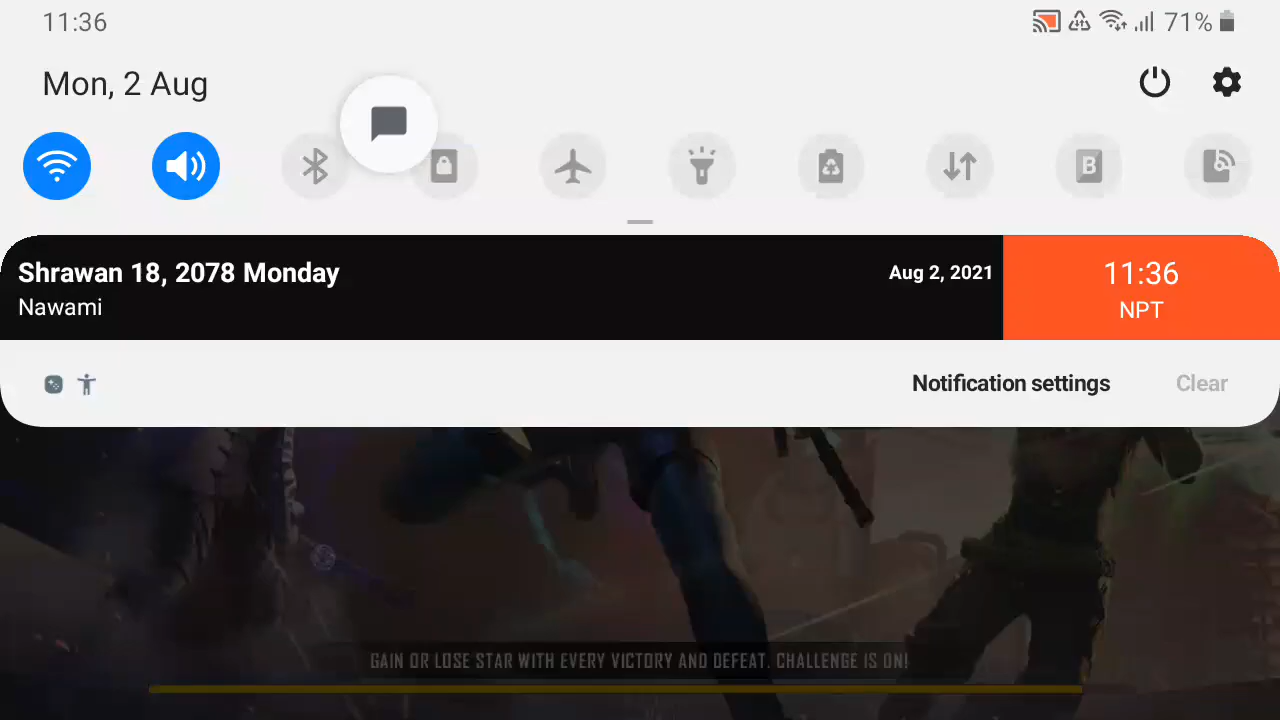 11:36
71%
Mon, 2 Aug
B
Shrawan 18, 2078 Monday
Aug 2, 2021
11:36
Nawami
NPT
Notification settings
Clear
GAIN OR LOSE STAR WITH EVERY VICTORY AND DEFEAT. CHALLENGE IS ON!